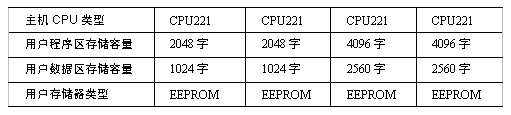 主机 CPU 类型 CPU221 CPU221 CPU221 CPU221
用户程序区存储容量 2048 字 2048 字 4096 字 4096 字
用户数据区存储容量 1024 字 1024 字 2560 字 2560 字
用户存储器类型 EEPROM EEPROM EEPROM EEPROM